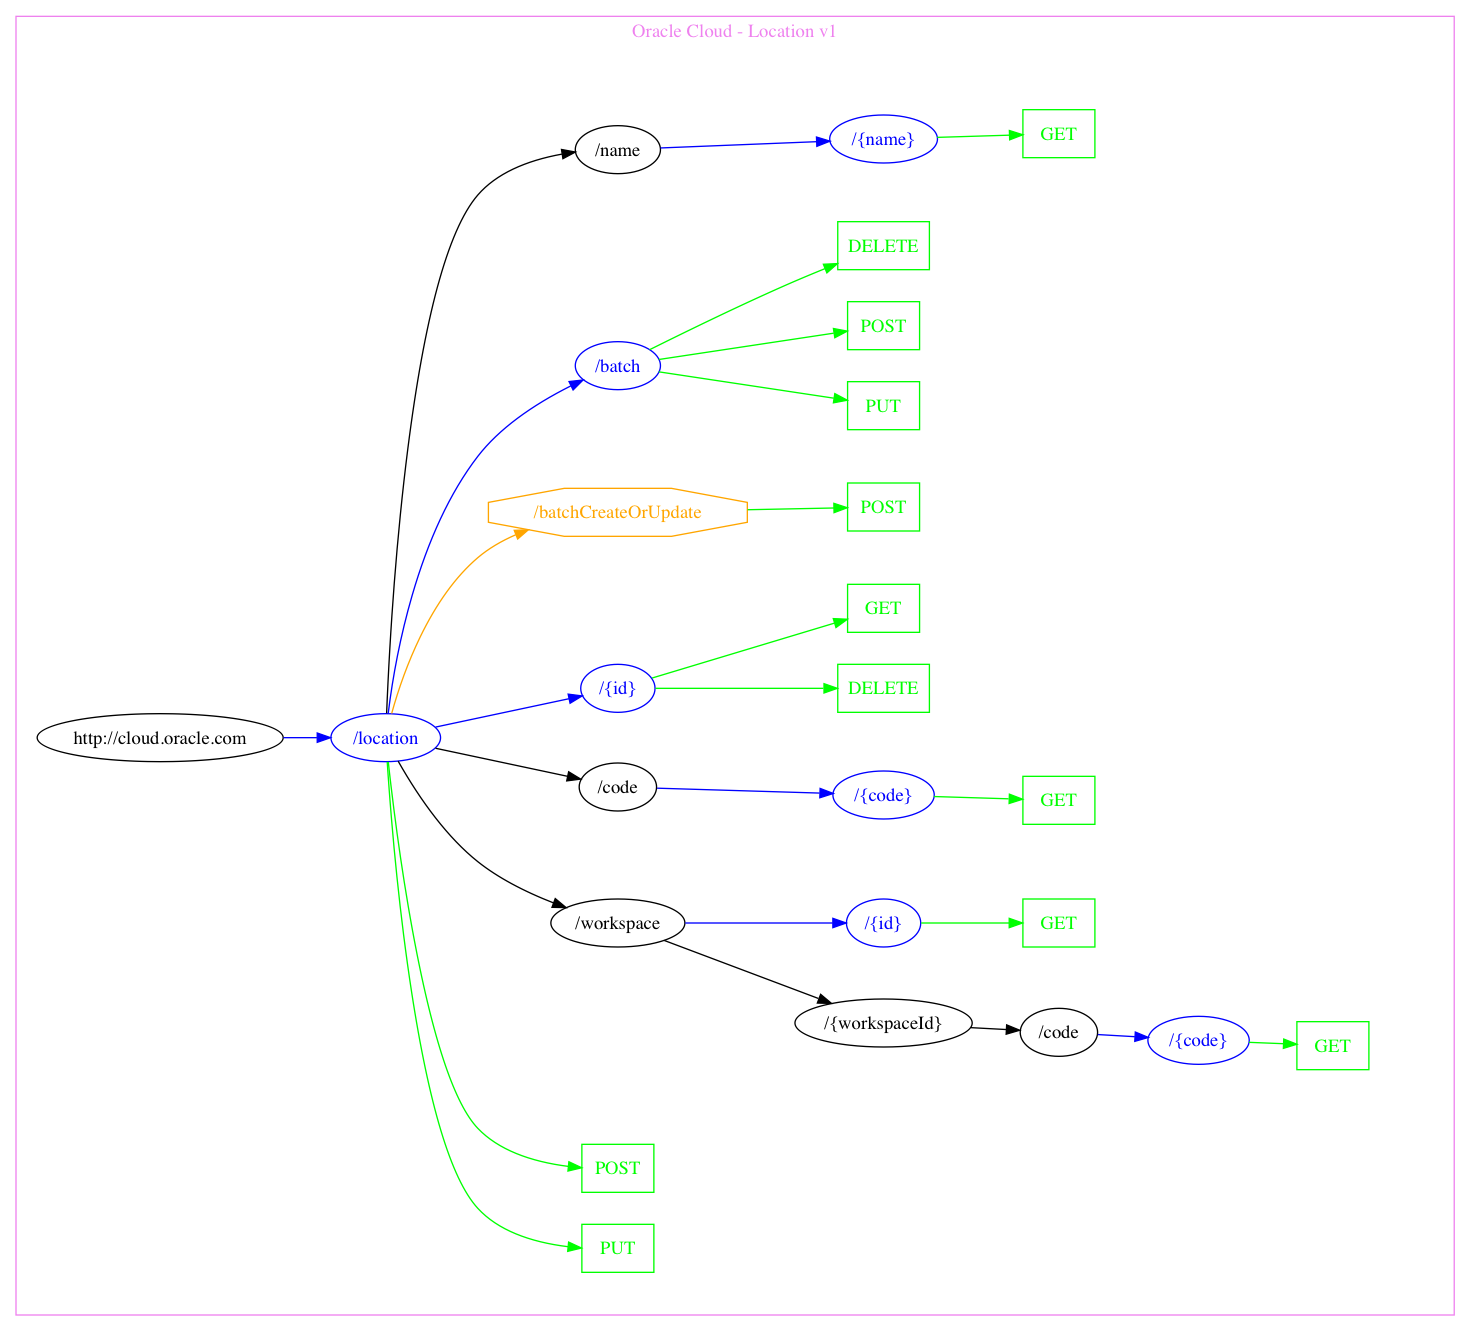 Oracle Cloud - Location v1
/name
/{name}
GET
DELETE
POST
/batch
PUT
/batchCreateOrUpdate
POST
GET
/{id}
DELETE
http://cloud.oracle.com
/location
/code
/{code}
GET
/workspace
/{id}
GET
/{workspaceId}
/code
/{code}
GET
POST
PUT